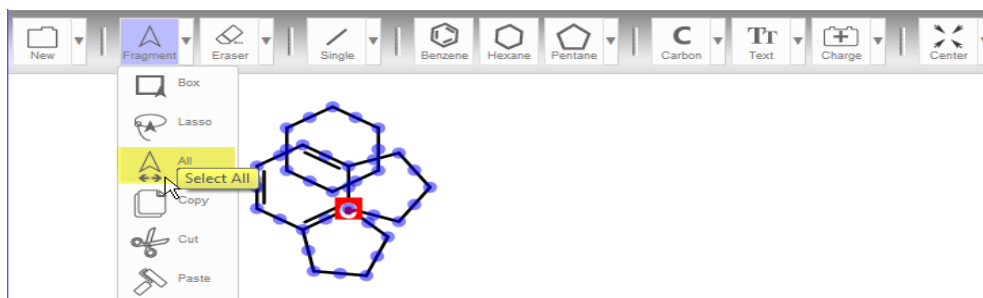 New Fragment Eraser Single Benzene Hexane Pentane C Carbon TT Text Charge Center
Box
Lasso
All
Select All
Copy
Cut
Paste
C